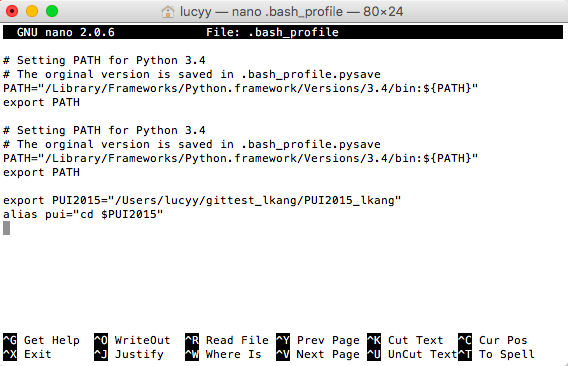 lucyy — nano .bash_profile — 80×24
GNU nano 2.0.6 File: .bash_profile
# Setting PATH for Python 3.4
# The orginal version is saved in .bash_profile.pysave
PATH="/Library/Frameworks/Python.framework/Versions/3.4/bin:${PATH}"
export PATH
# Setting PATH for Python 3.4
# The orginal version is saved in .bash_profile.pysave
PATH="/Library/Frameworks/Python.framework/Versions/3.4/bin:${PATH}"
export PATH
export PUI2015="/Users/lucyy/gittest_lkang/PUI2015_lkang"
alias pui="cd $PUI2015"
^G Get Help ^O WriteOut ^R Read File ^Y Prev Page ^K Cut Text ^C Cur Pos
^X Exit ^J Justify ^W Where Is ^V Next Page ^U UnCut Text ^T To Spell